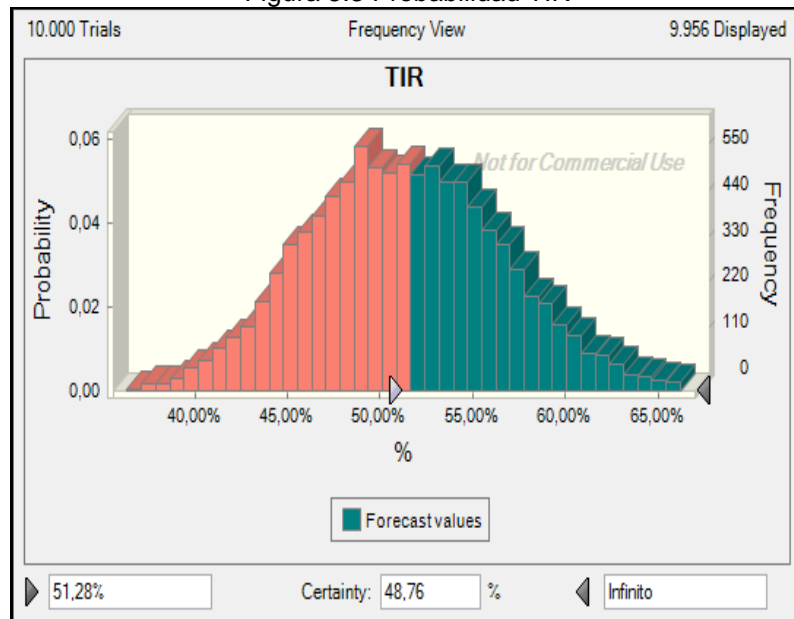 10.000 Trials Frequency View 9.956 Displayed
TIR
Not for Commercial Use
Probability
0,06
0,04
0,02
0,00
550
440
330
220
110
0
Frequency
40,00% 45,00% 50,00% 55,00% 60,00% 65,00%
%
Forecast values
51,28% Certainty: 48,76 % Infinito